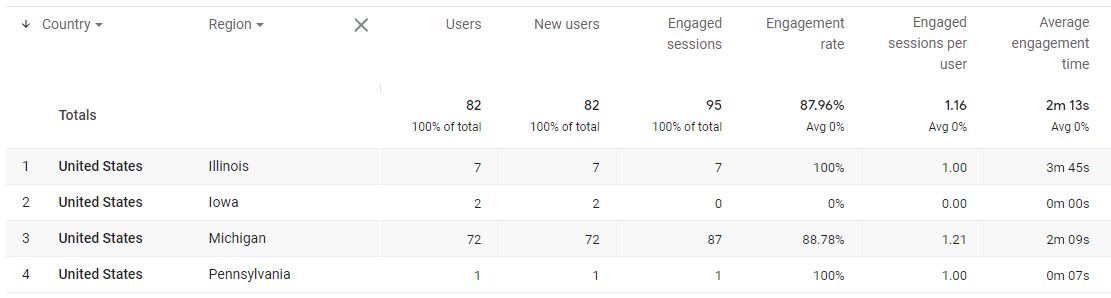 ↓ Country Region Users New users Engaged sessions Engagement rate Engaged sessions per user Average engagement time
Totals 82 82 95 87.96% 1.16 2m 13s
100% of total 100% of total 100% of total Avg 0% Avg 0% Avg 0%
1 United States Illinois 7 7 7 100% 1.00 3m 45s
2 United States Iowa 2 2 0 0% 0.00 0m 00s
3 United States Michigan 72 72 87 88.78% 1.21 2m 09s
4 United States Pennsylvania 1 1 1 100% 1.00 0m 07s